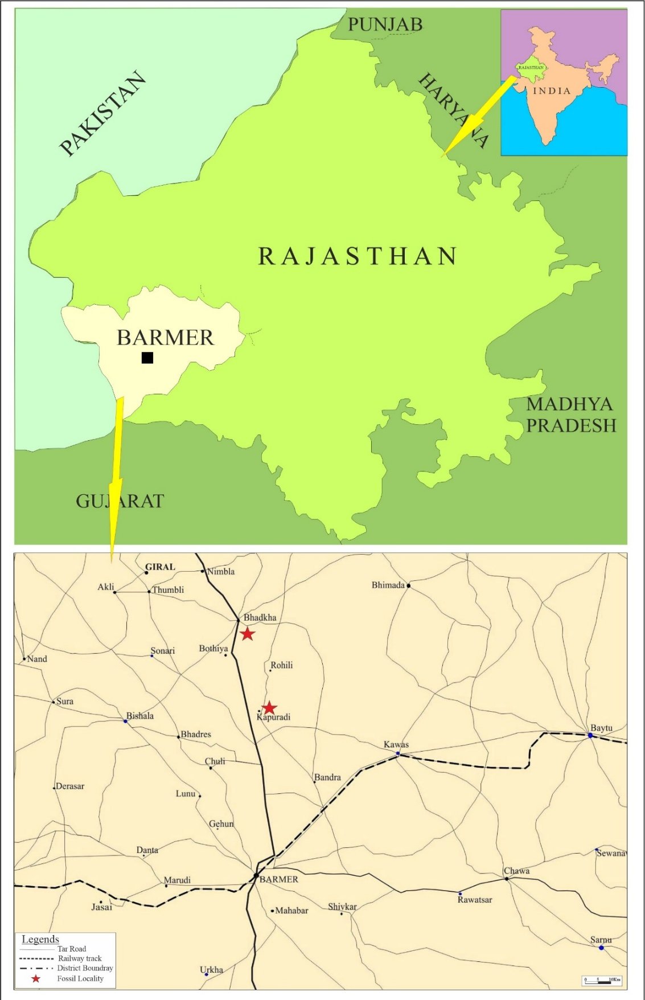 PUNJAB
RAJASTHAN
INDIA
HARYANA
PAKISTAN
RAJASTHAN
BARMER
MADHYA
PRADESH
GUJARAT
GIRAL
Nimbla
Akli
Thumbli
Bhimada
Bhadkha
Bothiya
Sonari
Nand
Rohili
Sura
Kapuradi
Bishala
Baytu
Bhadres
Kawas
Chuli
Bandra
Derasar
Lunu
Gehun
Danta
Sewana
Chawa
BARMER
Marudi
Rawatsar
Jasai
Mahabar
Shivkar
Sarnu
Urkha
Legends
Tar Road
Railway track
District Boundray
Fossil Locality
0 5 10Km